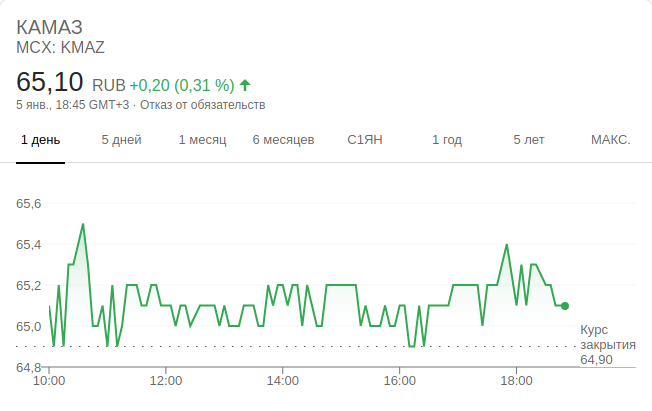 КАМАЗ
MCX: KMAZ
65,10 RUB +0,20 (0,31 %)
5 янв., 18:45 GMT+3 · Отказ от обязательств
1 день 5 дней 1 месяц 6 месяцев С1ЯН 1 год 5 лет МАКС.
65,6
65,4
65,2
65,0
Курс
закрытия
64,90
64,8
10:00 12:00 14:00 16:00 18:00